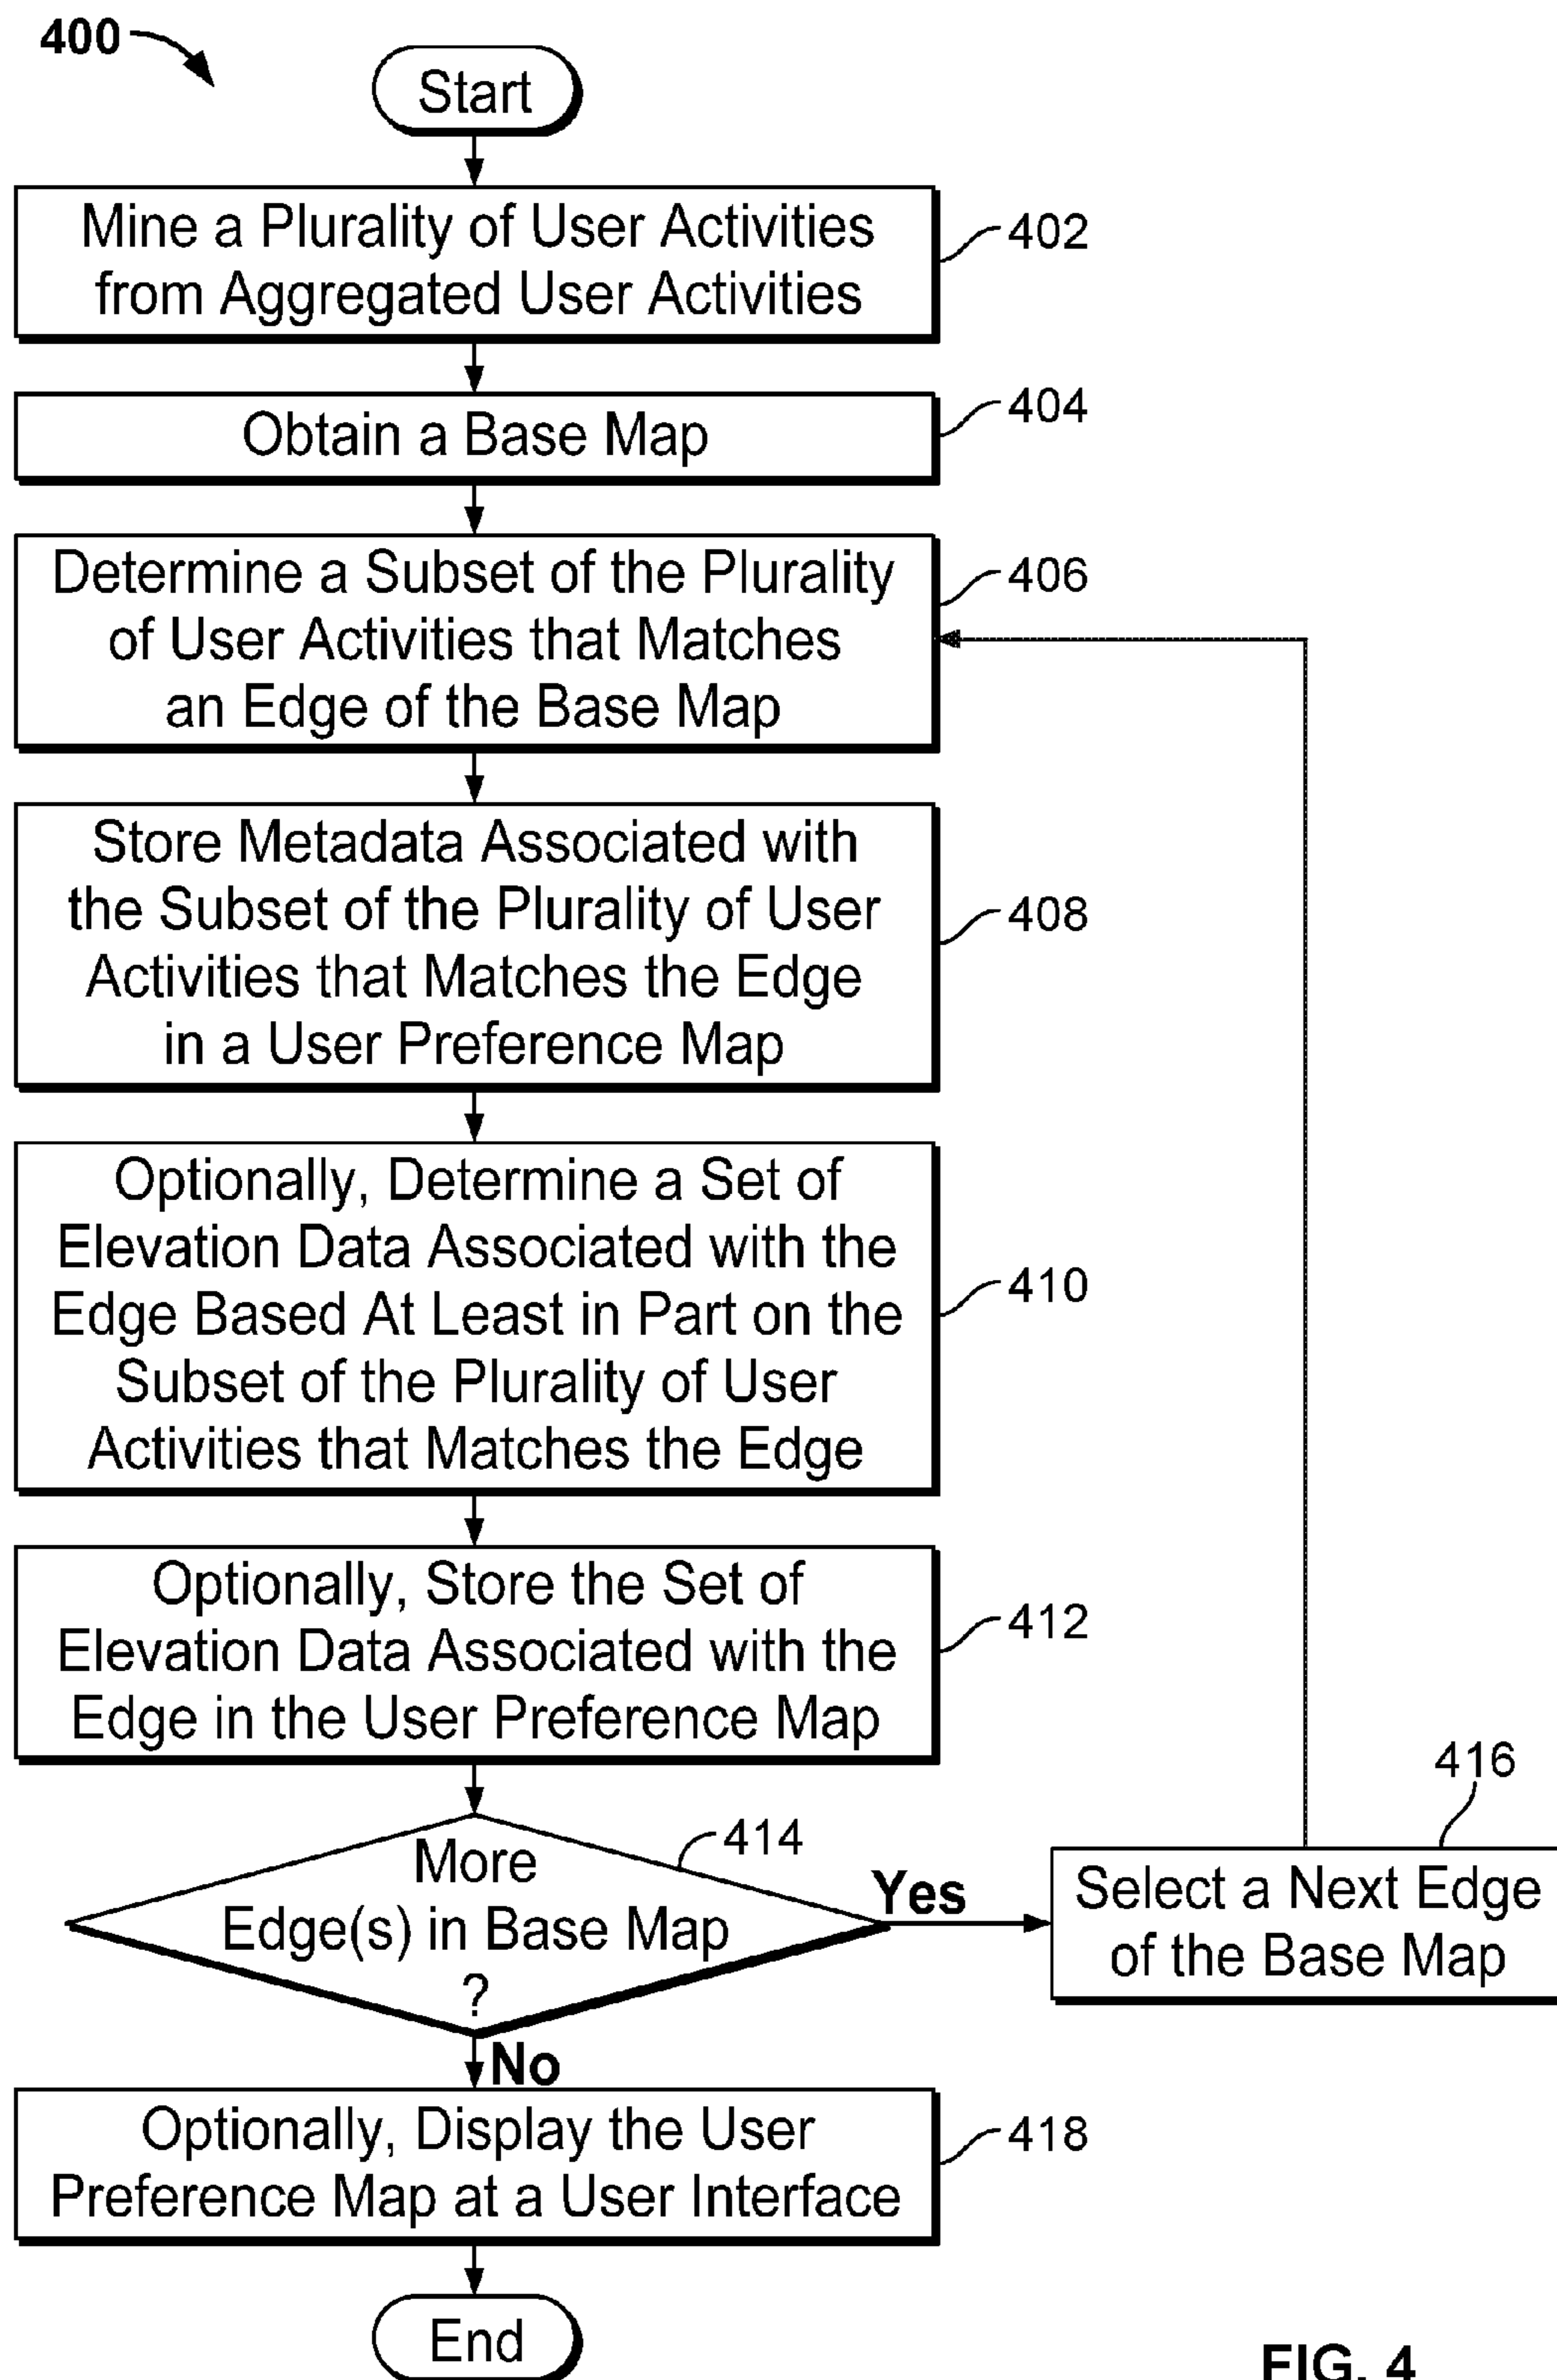 400
Start
Mine a Plurality of User Activities
from Aggregated User Activities
402
Obtain a Base Map
404
Determine a Subset of the Plurality
of User Activities that Matches
an Edge of the Base Map
406
Store Metadata Associated with
the Subset of the Plurality of User
Activities that Matches the Edge
in a User Preference Map
408
Optionally, Determine a Set of
Elevation Data Associated with the
Edge Based At Least in Part on the
Subset of the Plurality of User
Activities that Matches the Edge
410
Optionally, Store the Set of
Elevation Data Associated with the
Edge in the User Preference Map
412
More
Edge(s) in Base Map
?
414
Yes
416
Select a Next Edge
of the Base Map
No
Optionally, Display the User
Preference Map at a User Interface
418
End
FIG. 4